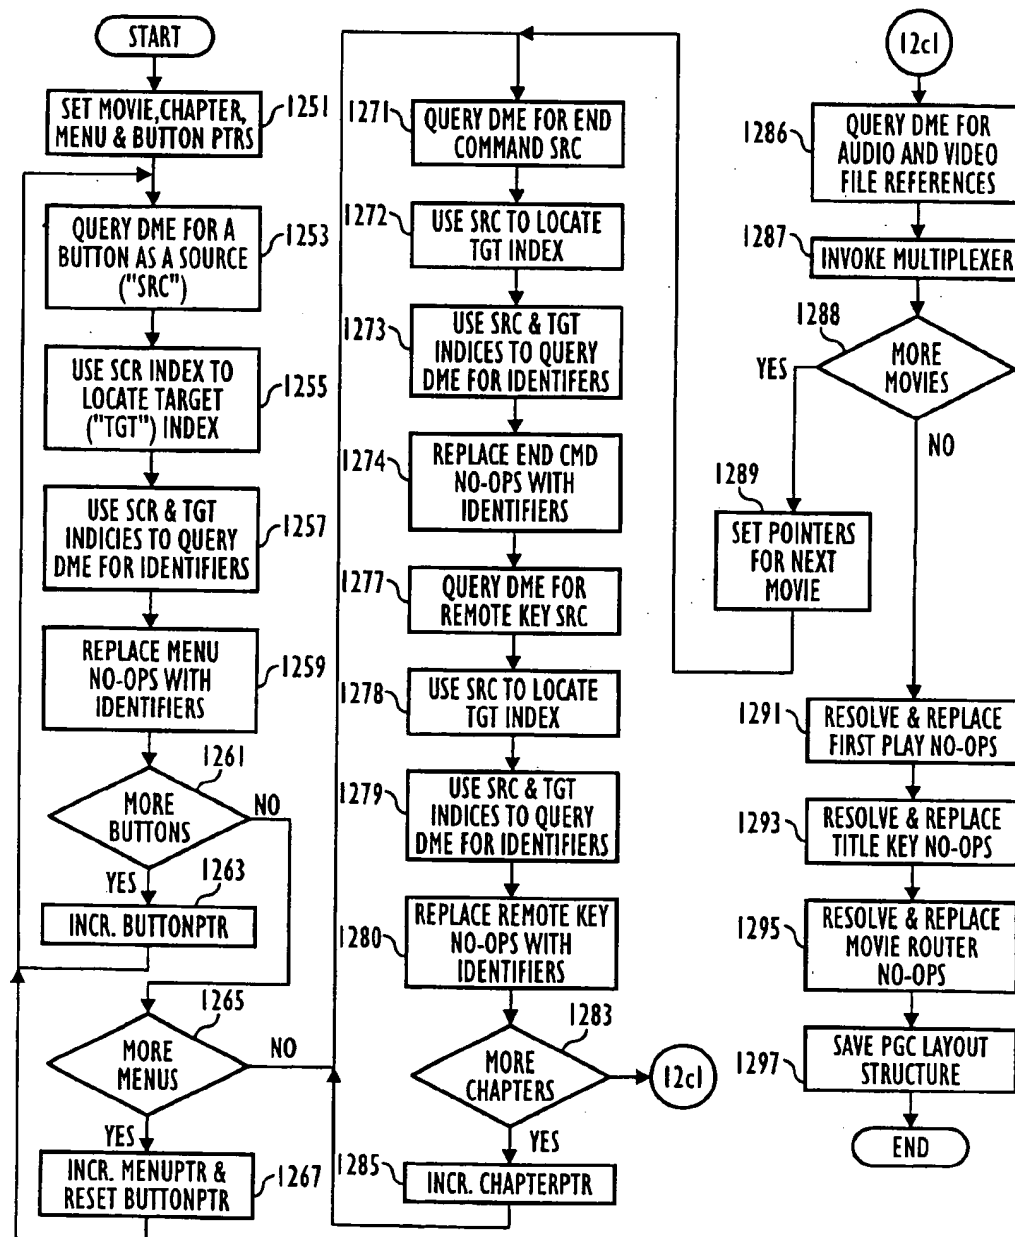 START
SET MOVIE,CHAPTER,
MENU & BUTTON PTRS
1251
QUERY DME FOR A
BUTTON AS A SOURCE
("SRC")
1253
USE SCR INDEX TO
LOCATE TARGET
("TGT") INDEX
1255
USE SCR & TGT
INDICIES TO QUERY
DME FOR IDENTIFIERS
1257
REPLACE MENU
NO-OPS WITH
IDENTIFIERS
1259
1261
MORE
BUTTONS
NO
YES
1263
INCR. BUTTONPTR
1265
MORE
MENUS
NO
YES
INCR. MENUPTR &
RESET BUTTONPTR
1267
1271
QUERY DME FOR END
COMMAND SRC
1272
USE SRC TO LOCATE
TGT INDEX
1273
USE SRC & TGT
INDICES TO QUERY
DME FOR IDENTIFERS
1274
REPLACE END CMD
NO-OPS WITH
IDENTIFIERS
1277
QUERY DME FOR
REMOTE KEY SRC
1278
USE SRC TO LOCATE
TGT INDEX
1279
USE SRC & TGT
INDICES TO QUERY
DME FOR IDENTIFIERS
1280
REPLACE REMOTE KEY
NO-OPS WITH
IDENTIFIERS
1283
MORE
CHAPTERS
12c1
YES
1285
INCR. CHAPTERPTR
12c1
1286
QUERY DME FOR
AUDIO AND VIDEO
FILE REFERENCES
1287
INVOKE MULTIPLEXER
1288
MORE
MOVIES
YES
NO
1289
SET POINTERS
FOR NEXT
MOVIE
1291
RESOLVE & REPLACE
FIRST PLAY NO-OPS
1293
RESOLVE & REPLACE
TITLE KEY NO-OPS
1295
RESOLVE & REPLACE
MOVIE ROUTER
NO-OPS
1297
SAVE PGC LAYOUT
STRUCTURE
END